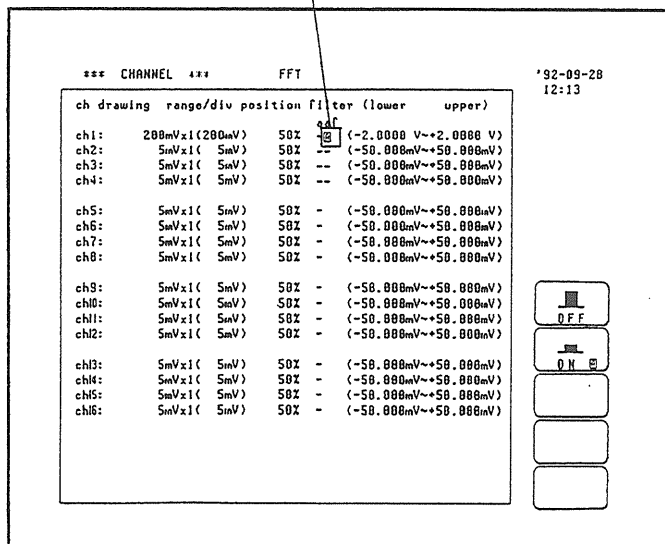 *** CHANNEL *** FFT '92-09-28
12:13
ch drawing range/div position filter (lower upper)
aaf
ch1: 200mVx1(200mV) 50% - (-2.0000 V~+2.0000 V)
ch2: 5mVx1( 5mV) 50% -- (-50.000mV~+50.000mV)
ch3: 5mVx1( 5mV) 50% -- (-50.000mV~+50.000mV)
ch4: 5mVx1( 5mV) 50% -- (-50.000mV~+50.000mV)
ch5: 5mVx1( 5mV) 50% - (-50.000mV~+50.000mV)
ch6: 5mVx1( 5mV) 50% - (-50.000mV~+50.000mV)
ch7: 5mVx1( 5mV) 50% - (-50.000mV~+50.000mV)
ch8: 5mVx1( 5mV) 50% - (-50.000mV~+50.000mV)
ch9: 5mVx1( 5mV) 50% - (-50.000mV~+50.000mV)
ch10: 5mVx1( 5mV) 50% - (-50.000mV~+50.000mV)
ch11: 5mVx1( 5mV) 50% - (-50.000mV~+50.000mV)
ch12: 5mVx1( 5mV) 50% - (-50.000mV~+50.000mV)
ch13: 5mVx1( 5mV) 50% - (-50.000mV~+50.000mV)
ch14: 5mVx1( 5mV) 50% - (-50.000mV~+50.000mV)
ch15: 5mVx1( 5mV) 50% - (-50.000mV~+50.000mV)
ch16: 5mVx1( 5mV) 50% - (-50.000mV~+50.000mV)
OFF
ON